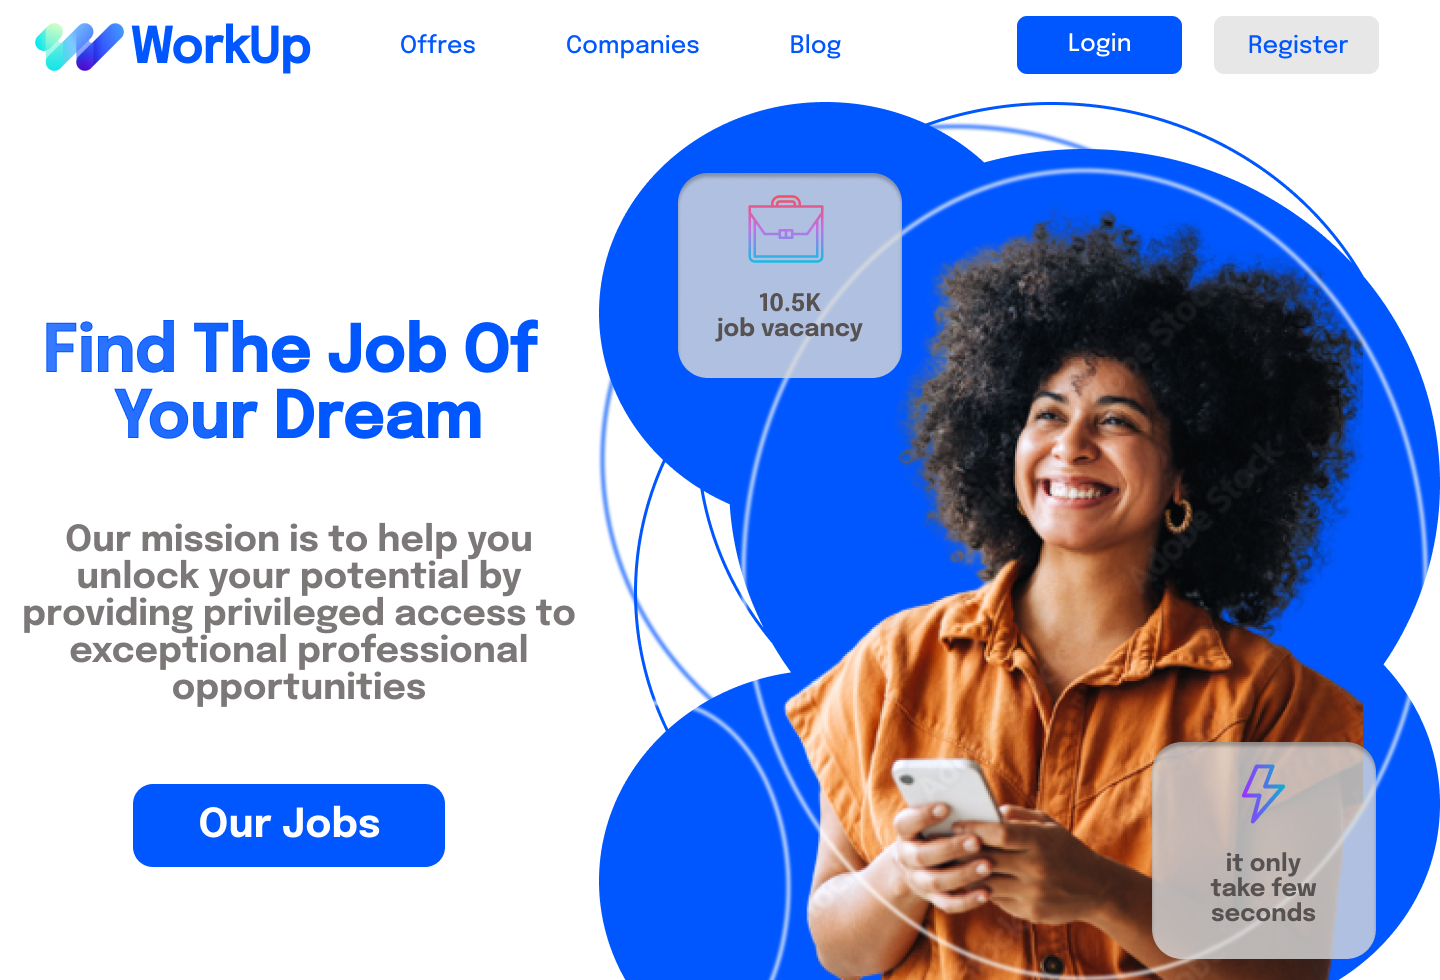 WorkUp
Offres
Companies
Blog
Login
Register
10.5K
job vacancy
Find The Job Of
Your Dream
Our mission is to help you
unlock your potential by
providing privileged access to
exceptional professional
opportunities
Our Jobs
it only
take few
seconds
Adobe Stock